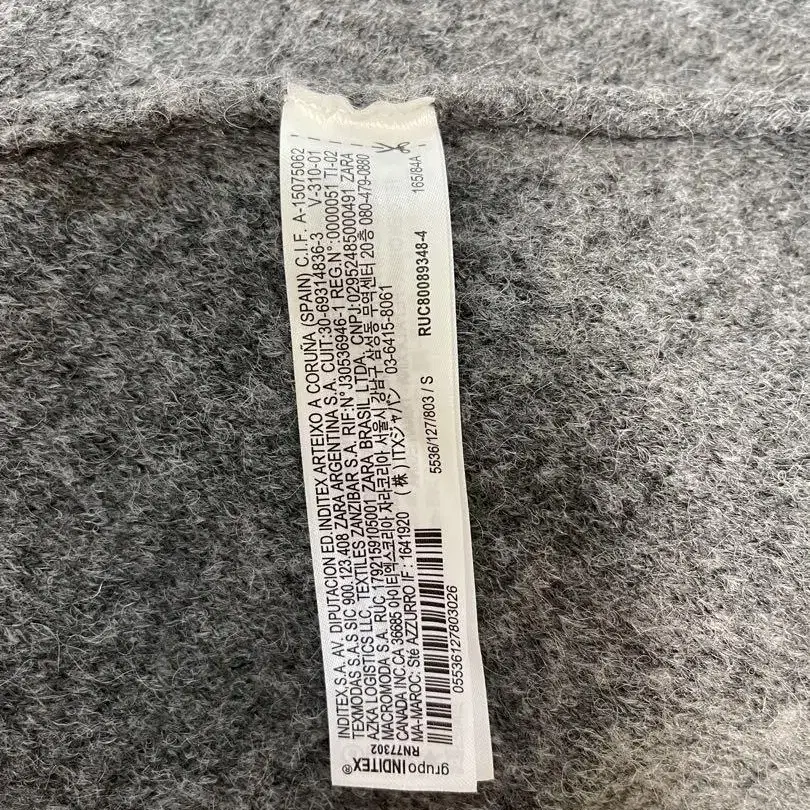 grupo INDITEX®
RN77302
INDITEX,S.A. AV. DIPUTACION ED.INDITEX ARTEIXO A CORUÑA (SPAIN) C.I.F. A-15075062
TEXMODAS S.A.S SIC 900.123.408 ZARA ARGENTINA S.A. CUIT:30-69314836-3 V-310-01
AZKA LOGISTICS LLC TEXTILES ZANZIBAR S.A. RIF:N° J30536946-1 REG.N°:0000051 TI-02
MACROMODA S.A. RUC 1792159105001 ZARA BRASIL LTDA. CNPJ:02952485000491 ZARA
CANADA INC.CA 36685 아이티엑스코리아 자라코리아 서울시 강남구 삼성동 무역센터 20층 080-479-0880
MA-MAROC: Sté AZZURRO IF: 1641920 (株) ITXジャパン 03-6415-8061
5536/127/803 / S RUC80089348-4 165/84A
05536127803026